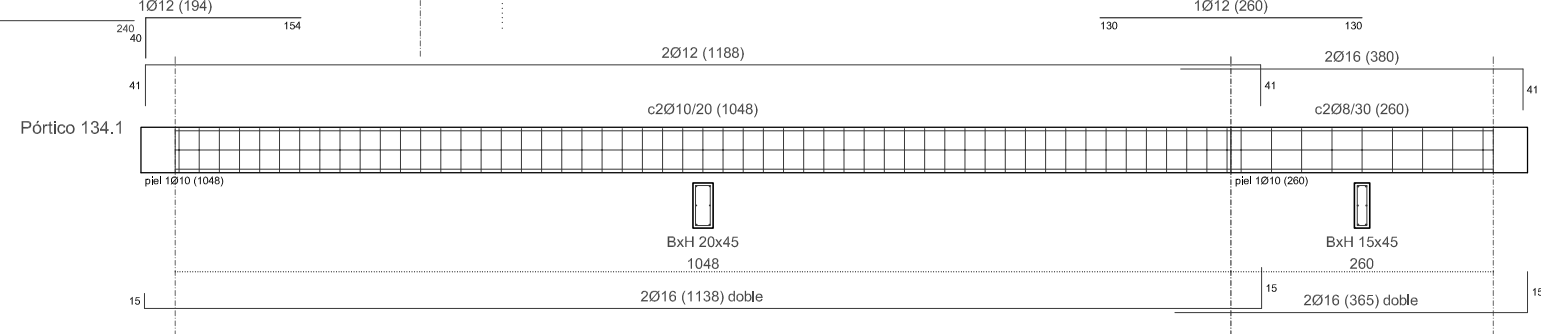 1Ø12 (194)
1Ø12 (260)
240
40
154
130
130
2Ø12 (1188)
2Ø16 (380)
41
41
41
c2Ø10/20 (1048)
c2Ø8/30 (260)
Pórtico 134.1
piel 1Ø10 (1048)
piel 1Ø10 (260)
BxH 20x45
BxH 15x45
1048
260
15
2Ø16 (1138) doble
15
2Ø16 (365) doble
15